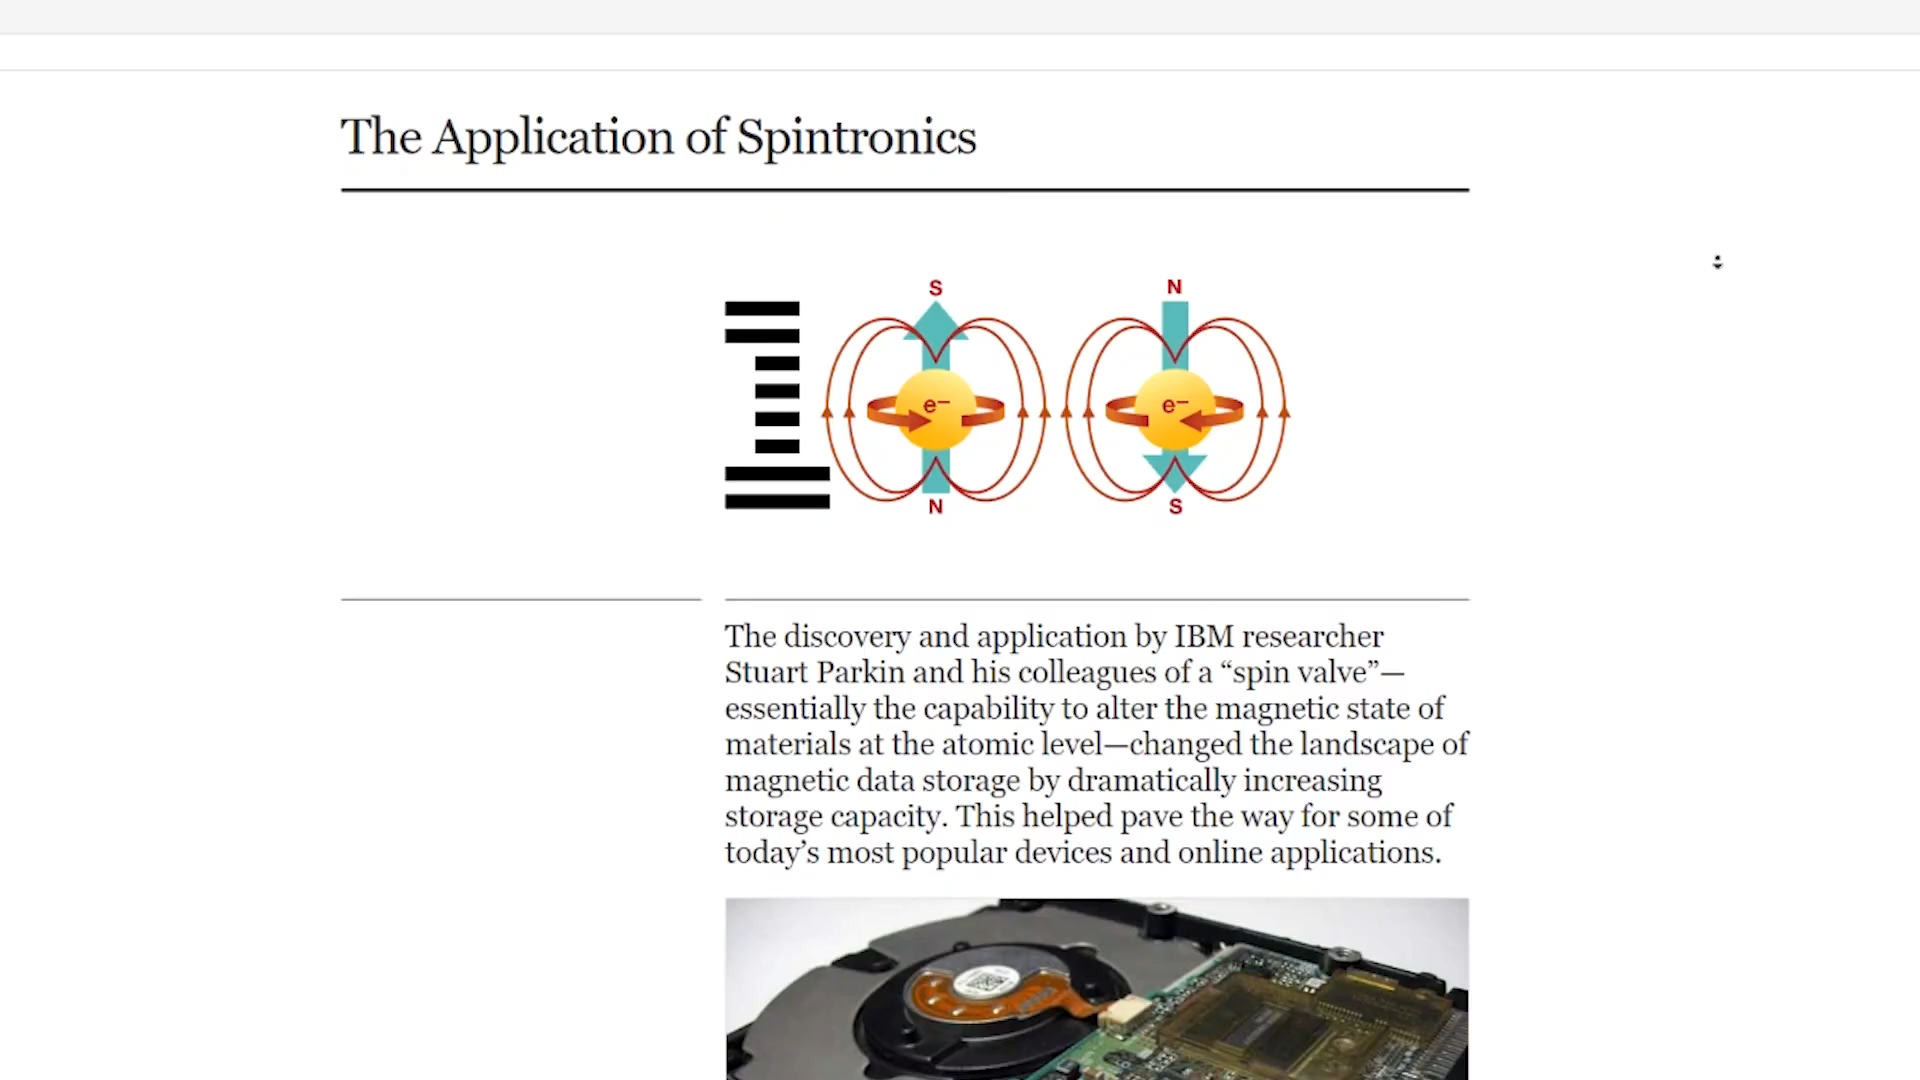 The Application of Spintronics
S N
100
e– e–
N S
The discovery and application by IBM researcher
Stuart Parkin and his colleagues of a “spin valve”—
essentially the capability to alter the magnetic state of
materials at the atomic level—changed the landscape of
magnetic data storage by dramatically increasing
storage capacity. This helped pave the way for some of
today’s most popular devices and online applications.